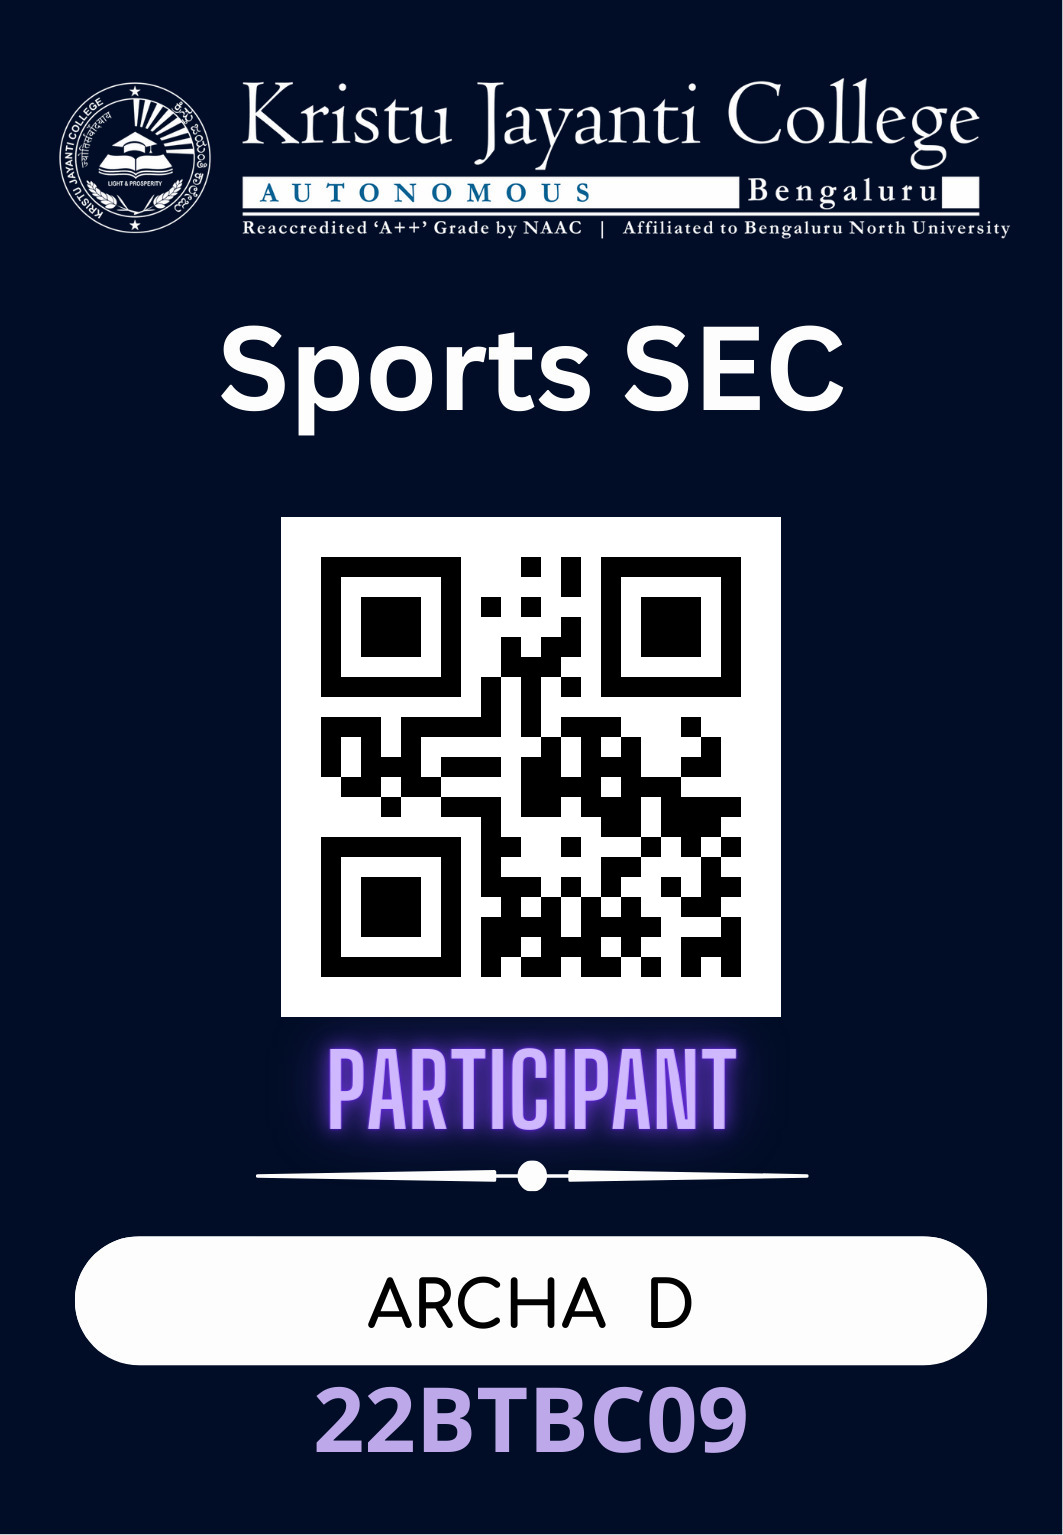 KRISTU JAYANTI COLLEGE
ಕ್ರಿಸ್ತು ಜಯಂತಿ ಕಾಲೇಜು
LIGHT & PROSPERITY
Kristu Jayanti College
AUTONOMOUS Bengaluru
Reaccredited ‘A++’ Grade by NAAC | Affiliated to Bengaluru North University
Sports SEC
PARTICIPANT
ARCHA D
22BTBC09